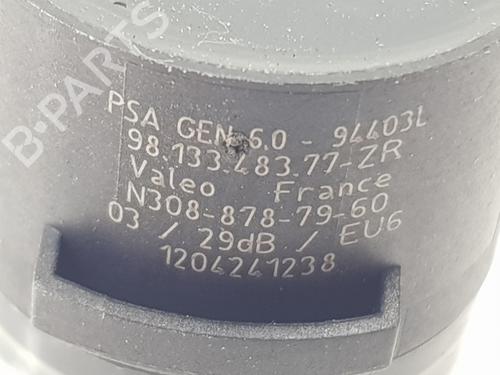 B-PARTS
PSA GEN 6.0 - 94403L
98.133.483.77-ZR
Valeo France
N308-878-79-60
03 / 29dB / EU6
1204241238